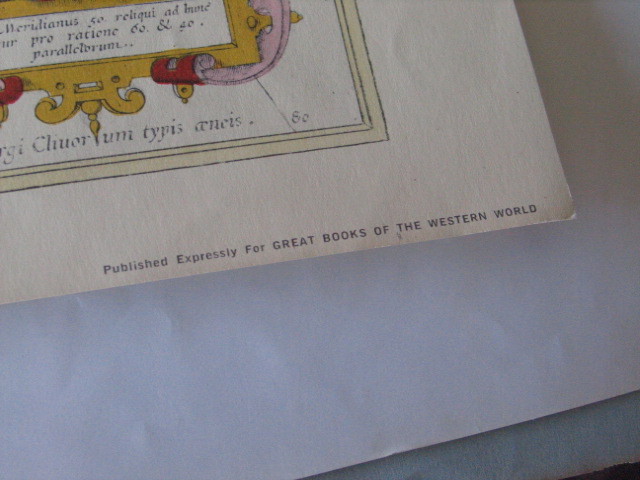 Meridianus 50 reliqui ad hunc
ur pro ratione 60. & 40.
parallelorum..
rgi Cliuor um typis æneis. 80
Published Expressly For GREAT BOOKS OF THE WESTERN WORLD